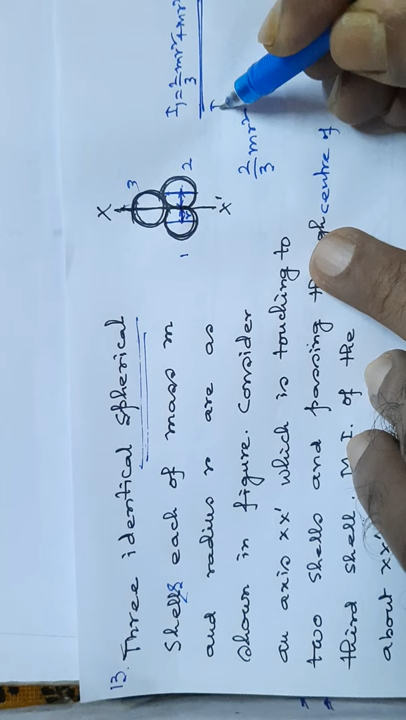 13. Three identical spherical
shells each of mass m
and radius r are as
shown in figure. Consider
an axis xx' which is touching to
two shells and passing centre of
third shell. M.I. of the
about xx'
X
3
2
1
X'
I₁ = 2/3 mr² + mr²
2/3 mr²